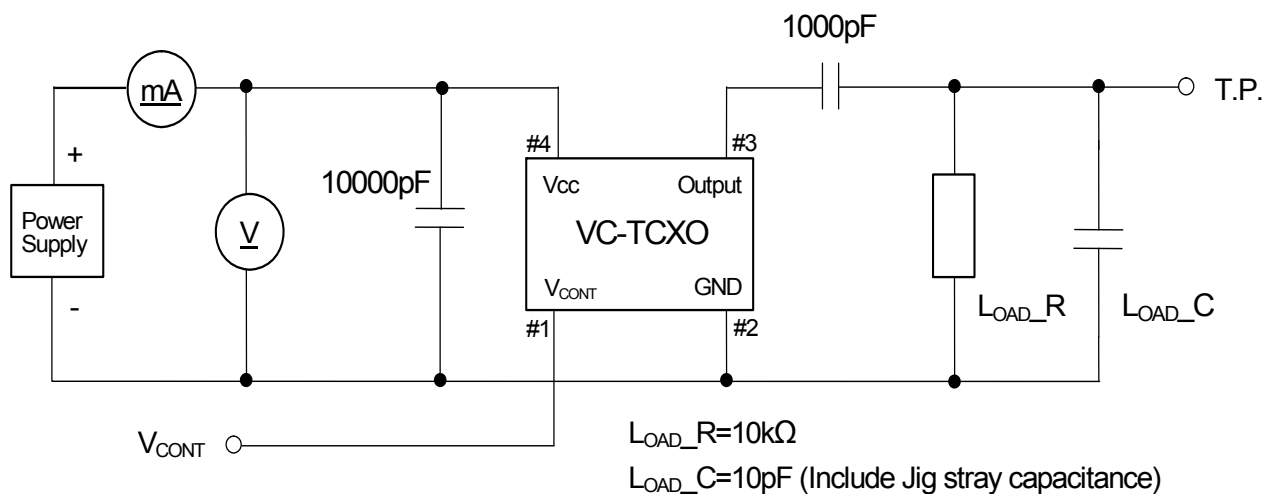 1000pF
mA
T.P.
#4
#3
+
10000pF
Vcc
Output
Power
Supply
V
VC-TCXO
-
VCONT
GND
#1
#2
LOAD_R
LOAD_C
VCONT
LOAD_R=10kΩ
LOAD_C=10pF (Include Jig stray capacitance)